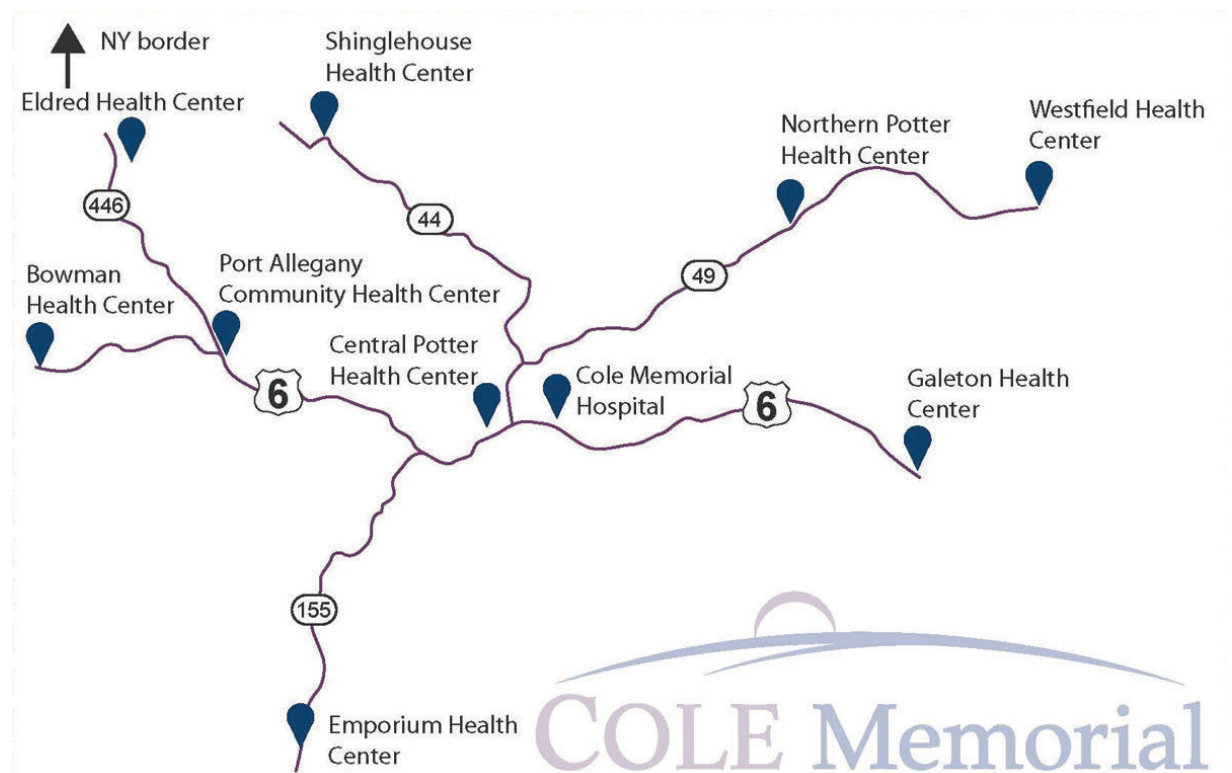 NY border
Shinglehouse
Health Center
Eldred Health Center
Northern Potter
Health Center
Westfield Health
Center
446
44
49
Bowman
Health Center
Port Allegany
Community Health Center
Central Potter
Health Center
Cole Memorial
Hospital
Galeton Health
Center
6
6
155
Emporium Health
Center
COLE Memorial